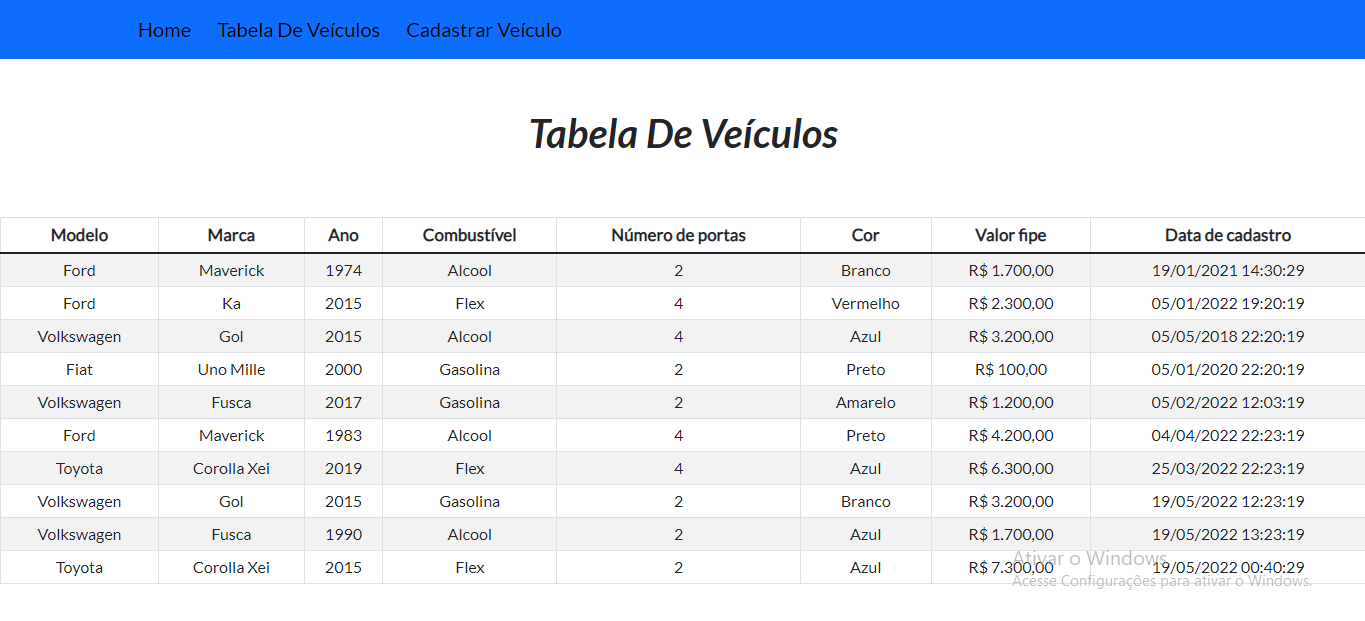 Home Tabela De Veículos Cadastrar Veículo
Tabela De Veículos
Modelo Marca Ano Combustível Número de portas Cor Valor fipe Data de cadastro
Ford Maverick 1974 Alcool 2 Branco R$ 1.700,00 19/01/2021 14:30:29
Ford Ka 2015 Flex 4 Vermelho R$ 2.300,00 05/01/2022 19:20:19
Volkswagen Gol 2015 Alcool 4 Azul R$ 3.200,00 05/05/2018 22:20:19
Fiat Uno Mille 2000 Gasolina 2 Preto R$ 100,00 05/01/2020 22:20:19
Volkswagen Fusca 2017 Gasolina 2 Amarelo R$ 1.200,00 05/02/2022 12:03:19
Ford Maverick 1983 Alcool 4 Preto R$ 4.200,00 04/04/2022 22:23:19
Toyota Corolla Xei 2019 Flex 4 Azul R$ 6.300,00 25/03/2022 22:23:19
Volkswagen Gol 2015 Gasolina 2 Branco R$ 3.200,00 19/05/2022 12:23:19
Volkswagen Fusca 1990 Alcool 2 Azul R$ 1.700,00 19/05/2022 13:23:19
Toyota Corolla Xei 2015 Flex 2 Azul R$ 7.300,00 19/05/2022 00:40:29
Ativar o Windows
Acesse Configurações para ativar o Windows.